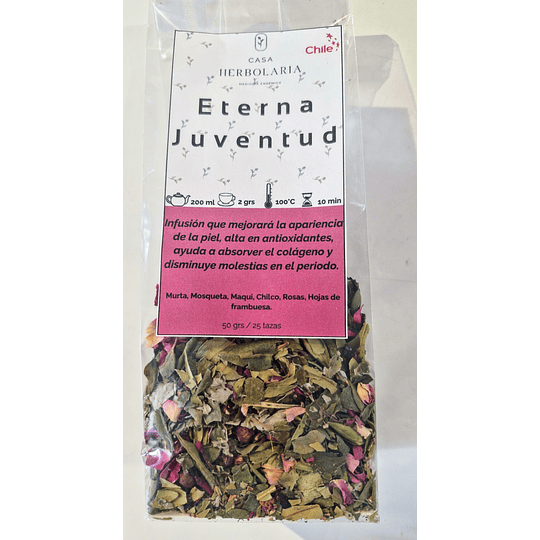 CASA
HERBOLARIA
Chile
Eterna
Juventud
200 ml
2 grs
100°C
10 min
Infusión que mejorará la apariencia
de la piel, alta en antioxidantes,
ayuda a absorber el colágeno y
disminuye molestias en el periodo.
Murta, Mosqueta, Maqui, Chilco, Rosas, Hojas de
frambuesa.
50 grs / 25 tazas